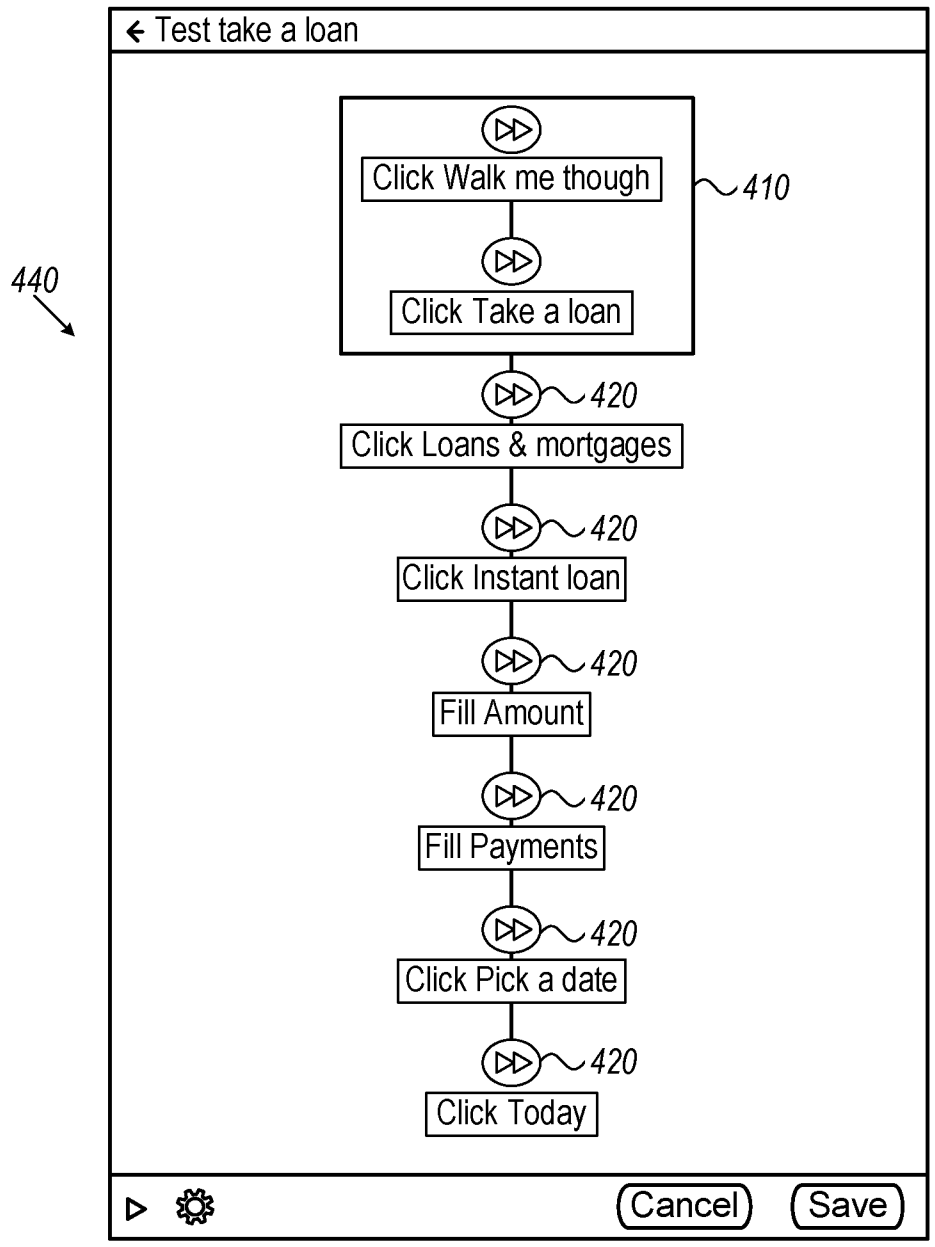 Test take a loan
Click Walk me though
410
440
Click Take a loan
420
Click Loans & mortgages
420
Click Instant loan
420
Fill Amount
420
Fill Payments
420
Click Pick a date
420
Click Today
Cancel Save